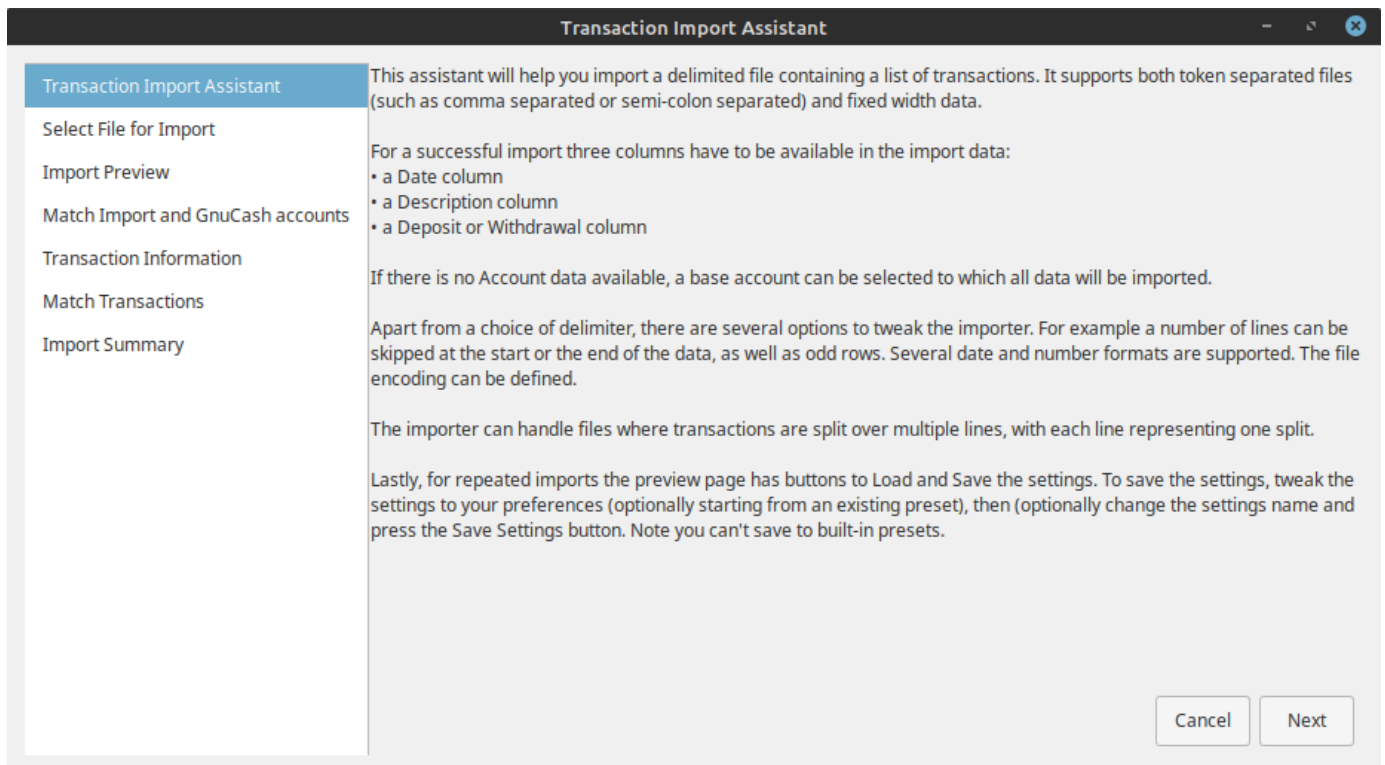 Transaction Import Assistant
Transaction Import Assistant
Select File for Import
Import Preview
Match Import and GnuCash accounts
Transaction Information
Match Transactions
Import Summary
This assistant will help you import a delimited file containing a list of transactions. It supports both token separated files
(such as comma separated or semi-colon separated) and fixed width data.
For a successful import three columns have to be available in the import data:
• a Date column
• a Description column
• a Deposit or Withdrawal column
If there is no Account data available, a base account can be selected to which all data will be imported.
Apart from a choice of delimiter, there are several options to tweak the importer. For example a number of lines can be
skipped at the start or the end of the data, as well as odd rows. Several date and number formats are supported. The file
encoding can be defined.
The importer can handle files where transactions are split over multiple lines, with each line representing one split.
Lastly, for repeated imports the preview page has buttons to Load and Save the settings. To save the settings, tweak the
settings to your preferences (optionally starting from an existing preset), then (optionally change the settings name and
press the Save Settings button. Note you can't save to built-in presets.
Cancel
Next